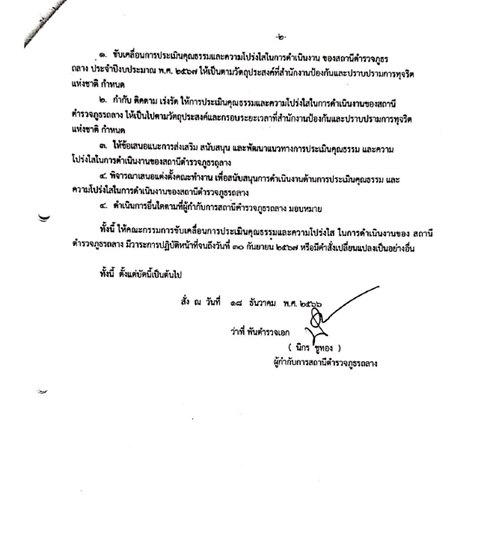 -๒-
๑. ขับเคลื่อนการประเมินคุณธรรมและความโปร่งใสในการดำเนินงาน ของสถานีตำรวจภูธร
ถลาง ประจำปีงบประมาณ พ.ศ. ๒๕๖๗ ให้เป็นตามวัตถุประสงค์ที่สำนักงานป้องกันและปราบปรามการทุจริต
แห่งชาติ กำหนด
๒. กำกับ ติดตาม เร่งรัด ให้การประเมินคุณธรรมและความโปร่งใสในการดำเนินงานของสถานี
ตำรวจภูธรถลาง ให้เป็นไปตามวัตถุประสงค์และกรอบระยะเวลาที่สำนักงานป้องกันและปราบปรามการทุจริต
แห่งชาติ กำหนด
๓. ให้ข้อเสนอแนะการส่งเสริม สนับสนุน และพัฒนาแนวทางการประเมินคุณธรรม และความ
โปร่งใสในการดำเนินงานของสถานีตำรวจภูธรถลาง
๔. พิจารณาเสนอแต่งตั้งคณะทำงาน เพื่อสนับสนุนการดำเนินงานด้านการประเมินคุณธรรม และ
ความโปร่งใสในการดำเนินงานของสถานีตำรวจภูธรถลาง
๕. ดำเนินการอื่นใดตามที่ผู้กำกับการสถานีตำรวจภูธรถลาง มอบหมาย
ทั้งนี้ ให้คณะกรรมการขับเคลื่อนการประเมินคุณธรรมและความโปร่งใส ในการดำเนินงานของ สถานี
ตำรวจภูธรถลาง มีวาระการปฏิบัติหน้าที่จนถึงวันที่ ๓๐ กันยายน ๒๕๖๗ หรือมีคำสั่งเปลี่ยนแปลงเป็นอย่างอื่น
ทั้งนี้ ตั้งแต่บัดนี้เป็นต้นไป
สั่ง ณ วันที่ ๑๘ ธันวาคม พ.ศ. ๒๕๖๖
ว่าที่ พันตำรวจเอก
( นิกร ชูทอง )
ผู้กำกับการสถานีตำรวจภูธรถลาง